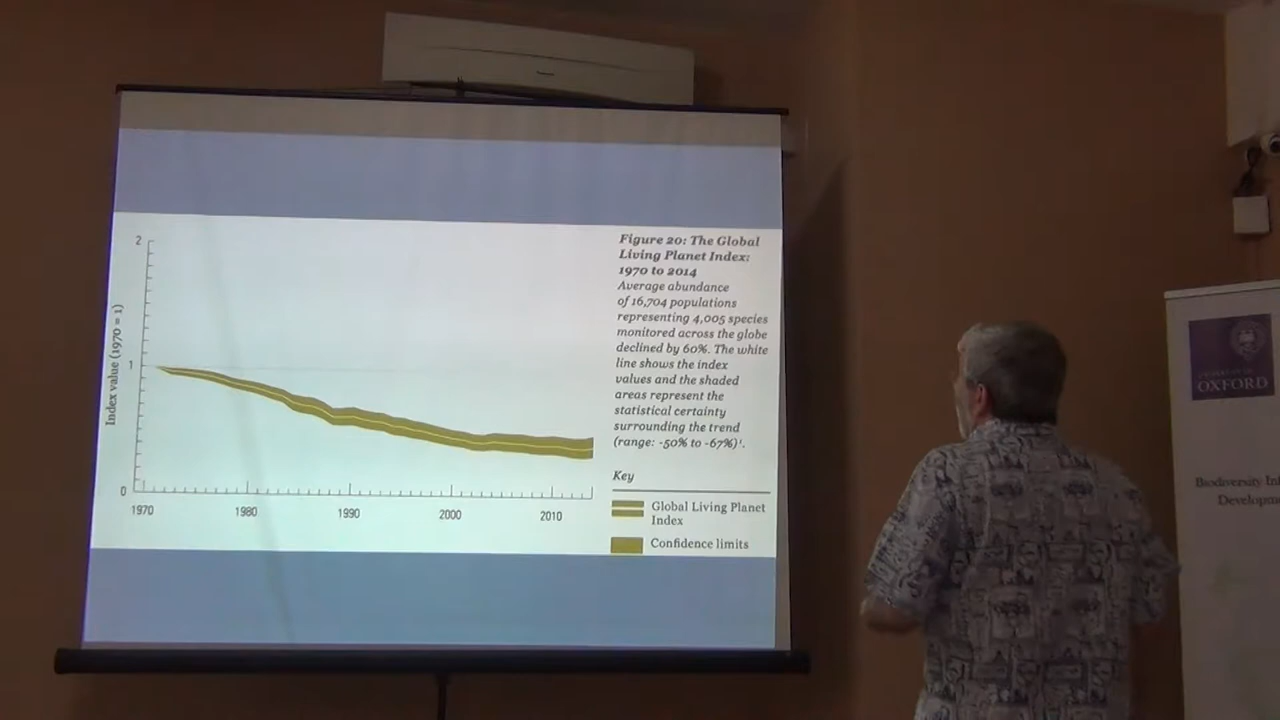 2
1
0
Index value (1970 = 1)
1970
1980
1990
2000
2010
Figure 20: The Global
Living Planet Index:
1970 to 2014
Average abundance
of 16,704 populations
representing 4,005 species
monitored across the globe
declined by 60%. The white
line shows the index
values and the shaded
areas represent the
statistical certainty
surrounding the trend
(range: -50% to -67%)¹.
Key
Global Living Planet
Index
Confidence limits
OXFORD
Biodiversity